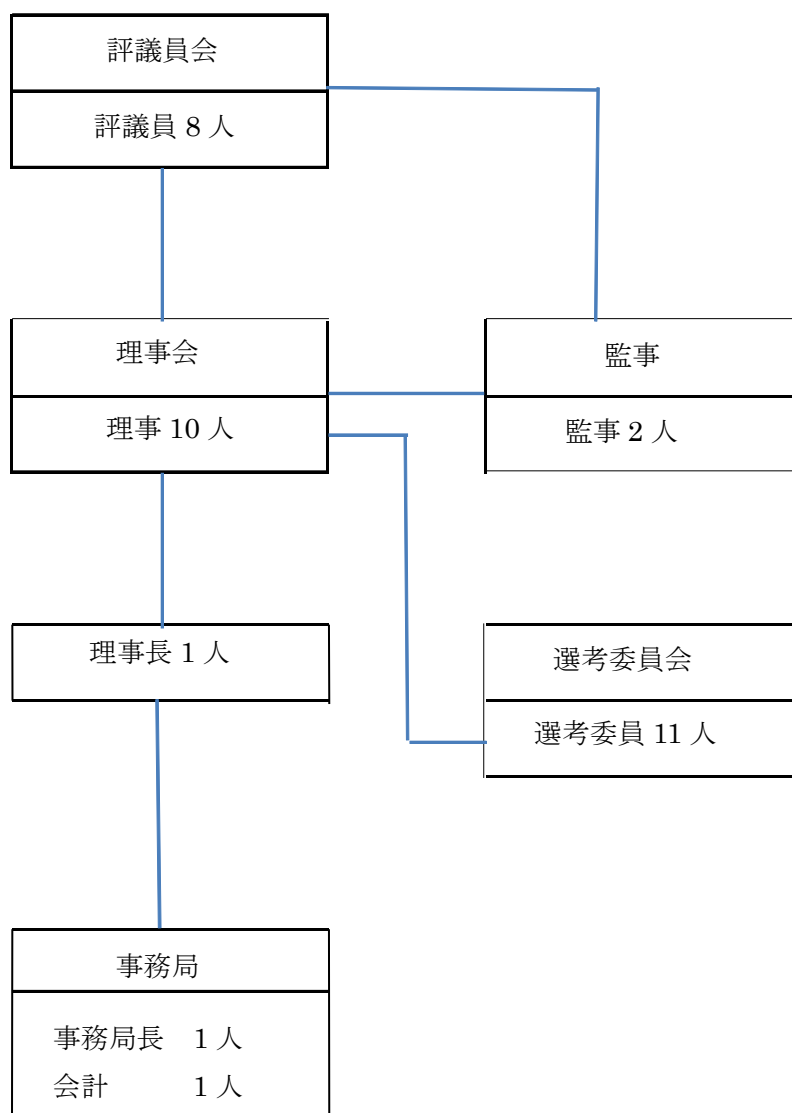 評議員会
評議員 8 人
理事会
理事 10 人
監事
監事 2 人
理事長 1 人
選考委員会
選考委員 11 人
事務局
事務局長　1 人
会計　　　1 人